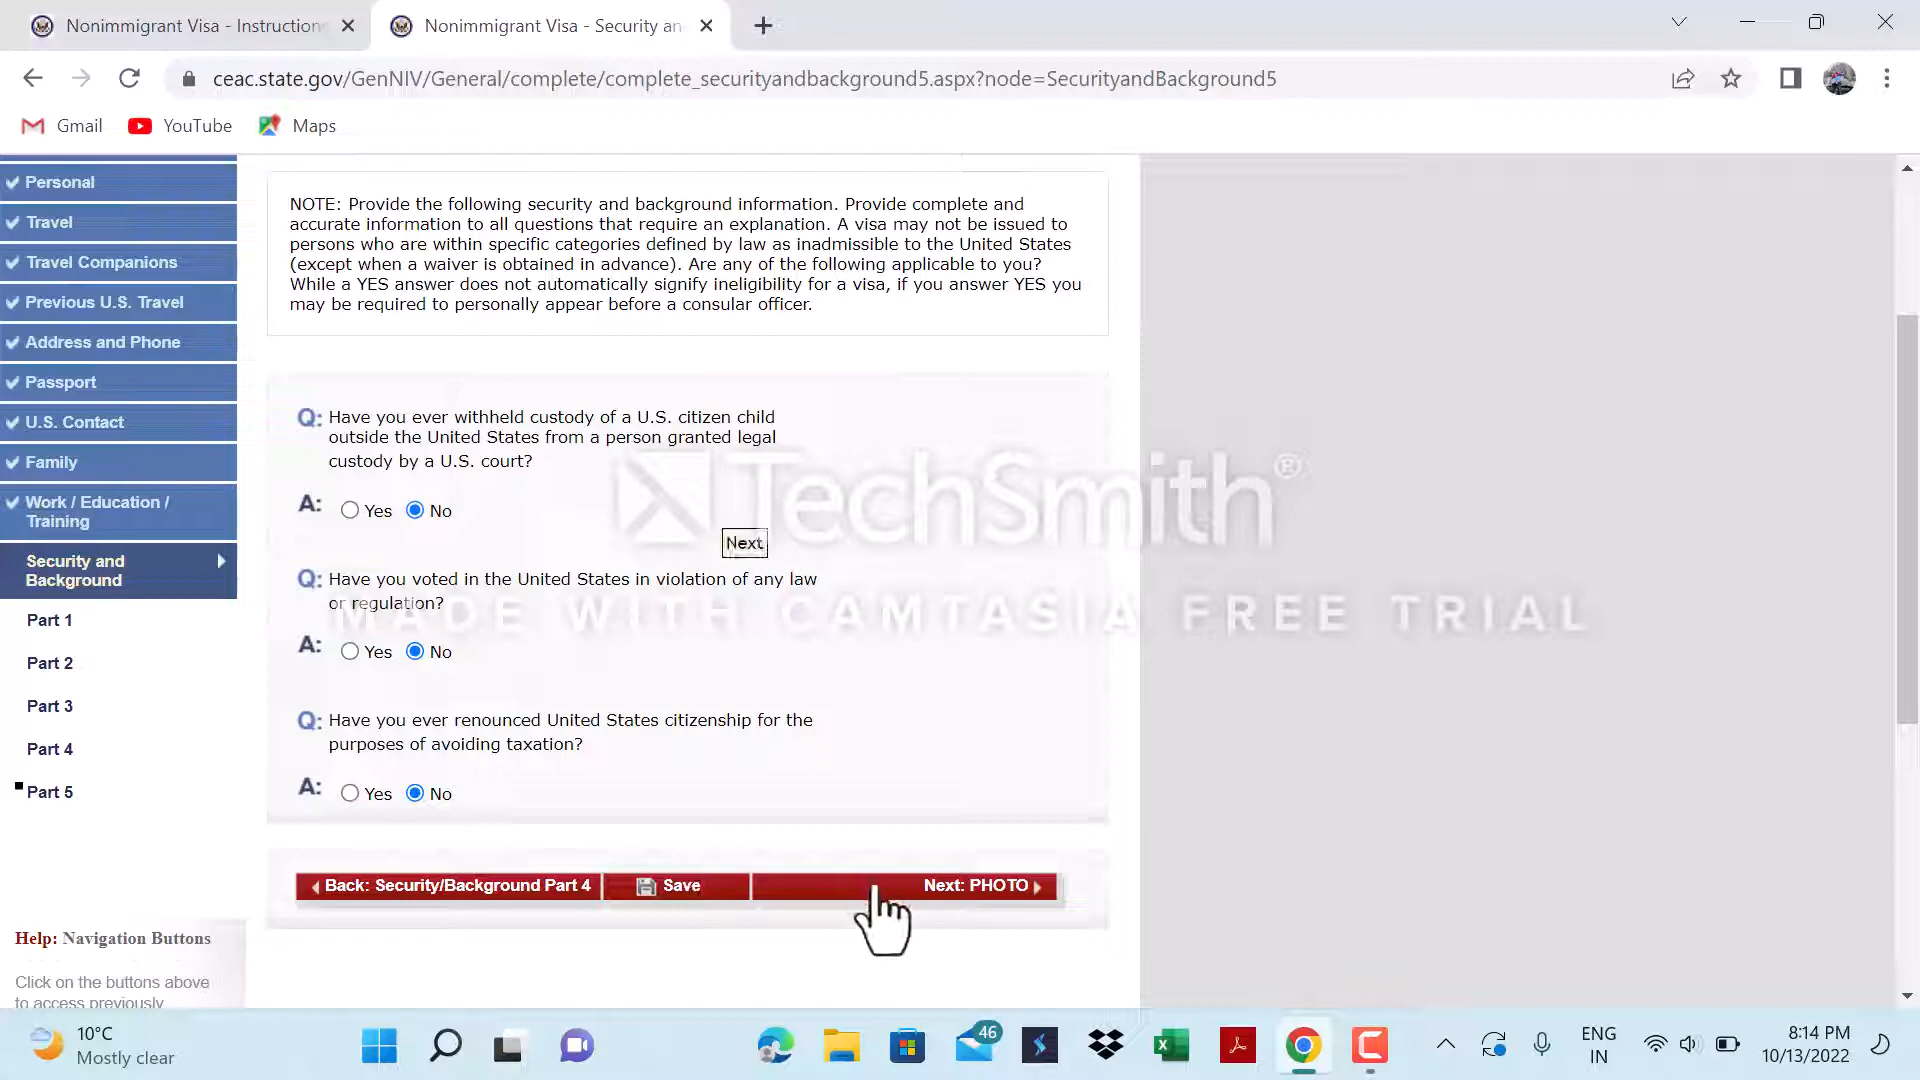 Nonimmigrant Visa - Instruction
Nonimmigrant Visa - Security an
ceac.state.gov/GenNIV/General/complete/complete_securityandbackground5.aspx?node=SecurityandBackground5
Gmail
YouTube
Maps
Personal
Travel
Travel Companions
Previous U.S. Travel
Address and Phone
Passport
U.S. Contact
Family
Work / Education /
Training
Security and
Background
Part 1
Part 2
Part 3
Part 4
Part 5
Help: Navigation Buttons
Click on the buttons above
to access previously
NOTE: Provide the following security and background information. Provide complete and
accurate information to all questions that require an explanation. A visa may not be issued to
persons who are within specific categories defined by law as inadmissible to the United States
(except when a waiver is obtained in advance). Are any of the following applicable to you?
While a YES answer does not automatically signify ineligibility for a visa, if you answer YES you
may be required to personally appear before a consular officer.
Q: Have you ever withheld custody of a U.S. citizen child
outside the United States from a person granted legal
custody by a U.S. court?
A: Yes No
Next
Q: Have you voted in the United States in violation of any law
or regulation?
A: Yes No
Q: Have you ever renounced United States citizenship for the
purposes of avoiding taxation?
A: Yes No
Back: Security/Background Part 4
Save
Next: PHOTO
TechSmith®
MADE WITH CAMTASIA FREE TRIAL
10°C
Mostly clear
46
ENG
IN
8:14 PM
10/13/2022